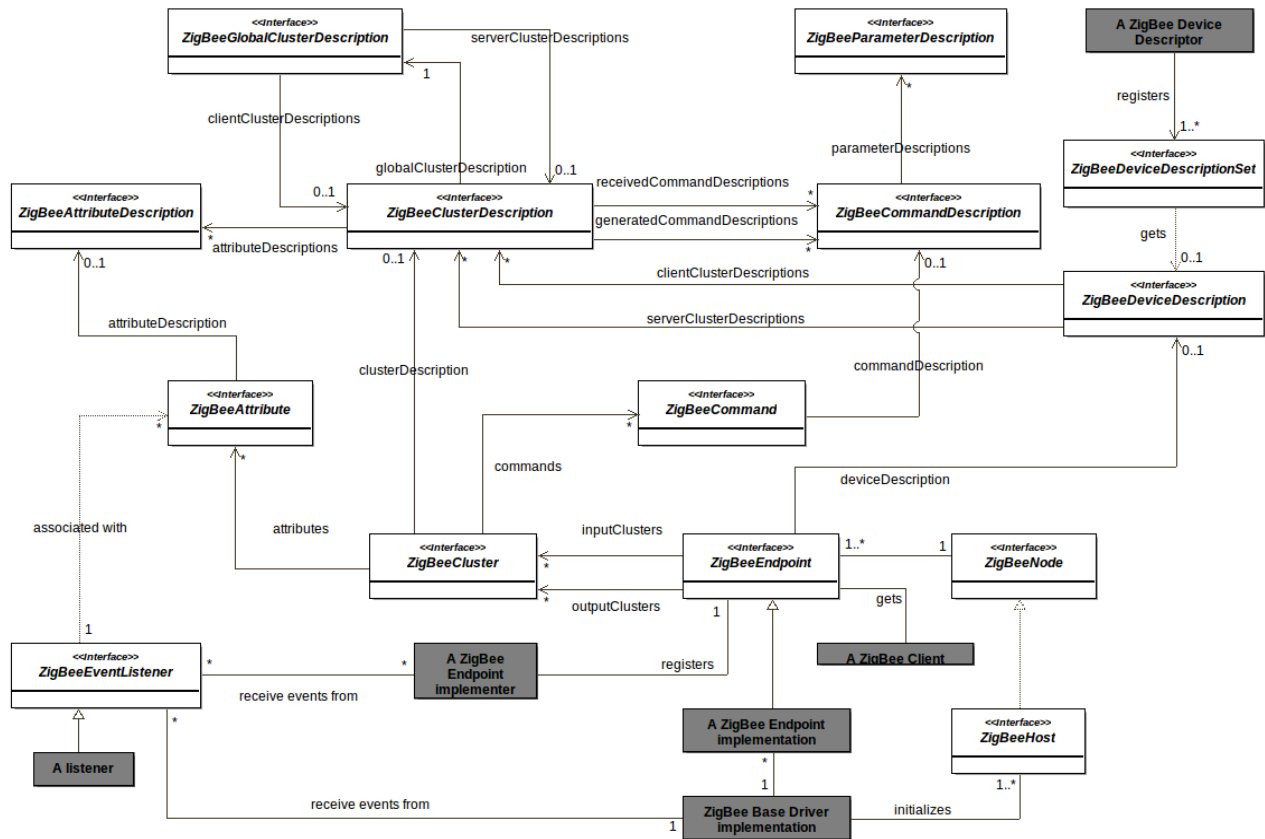 <<Interface>>
ZigBeeGlobalClusterDescription
serverClusterDescriptions
<<Interface>>
ZigBeeParameterDescription
A ZigBee Device
Descriptor
1
*
registers
clientClusterDescriptions
1..*
parameterDescriptions
globalClusterDescription
0..1
<<Interface>>
ZigBeeDeviceDescriptionSet
<<Interface>>
ZigBeeAttributeDescription
0..1
<<Interface>>
ZigBeeClusterDescription
receivedCommandDescriptions
*
<<Interface>>
ZigBeeCommandDescription
generatedCommandDescriptions
*
*
attributeDescriptions
gets
0..1
0..1
*
*
clientClusterDescriptions
0..1
0..1
<<Interface>>
ZigBeeDeviceDescription
serverClusterDescriptions
attributeDescription
0..1
clusterDescription
commandDescription
<<Interface>>
ZigBeeAttribute
*
<<Interface>>
ZigBeeCommand
*
*
commands
deviceDescription
associated with
attributes
inputClusters
<<Interface>>
ZigBeeCluster
*
*
<<Interface>>
ZigBeeEndpoint
1..*
1
<<Interface>>
ZigBeeNode
outputClusters
gets
1
1
<<Interface>>
ZigBeeEventListener
*
*
receive events from
A ZigBee
Endpoint
implementer
registers
A ZigBee Client
*
A ZigBee Endpoint
implementation
<<Interface>>
ZigBeeHost
A listener
*
1
1..*
receive events from
1
ZigBee Base Driver
implementation
initializes